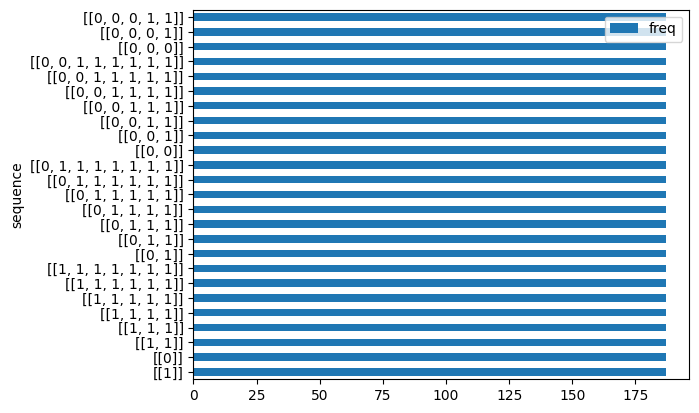 [[0, 0, 0, 1, 1]]
[[0, 0, 0, 1]]
[[0, 0, 0]]
[[0, 0, 1, 1, 1, 1, 1, 1]]
[[0, 0, 1, 1, 1, 1, 1]]
[[0, 0, 1, 1, 1, 1]]
[[0, 0, 1, 1, 1]]
[[0, 0, 1, 1]]
[[0, 0, 1]]
[[0, 0]]
[[0, 1, 1, 1, 1, 1, 1, 1]]
[[0, 1, 1, 1, 1, 1, 1]]
[[0, 1, 1, 1, 1, 1]]
[[0, 1, 1, 1, 1]]
[[0, 1, 1, 1]]
[[0, 1, 1]]
[[0, 1]]
[[1, 1, 1, 1, 1, 1, 1]]
[[1, 1, 1, 1, 1, 1]]
[[1, 1, 1, 1, 1]]
[[1, 1, 1, 1]]
[[1, 1, 1]]
[[1, 1]]
[[0]]
[[1]]
sequence
freq
0 25 50 75 100 125 150 175